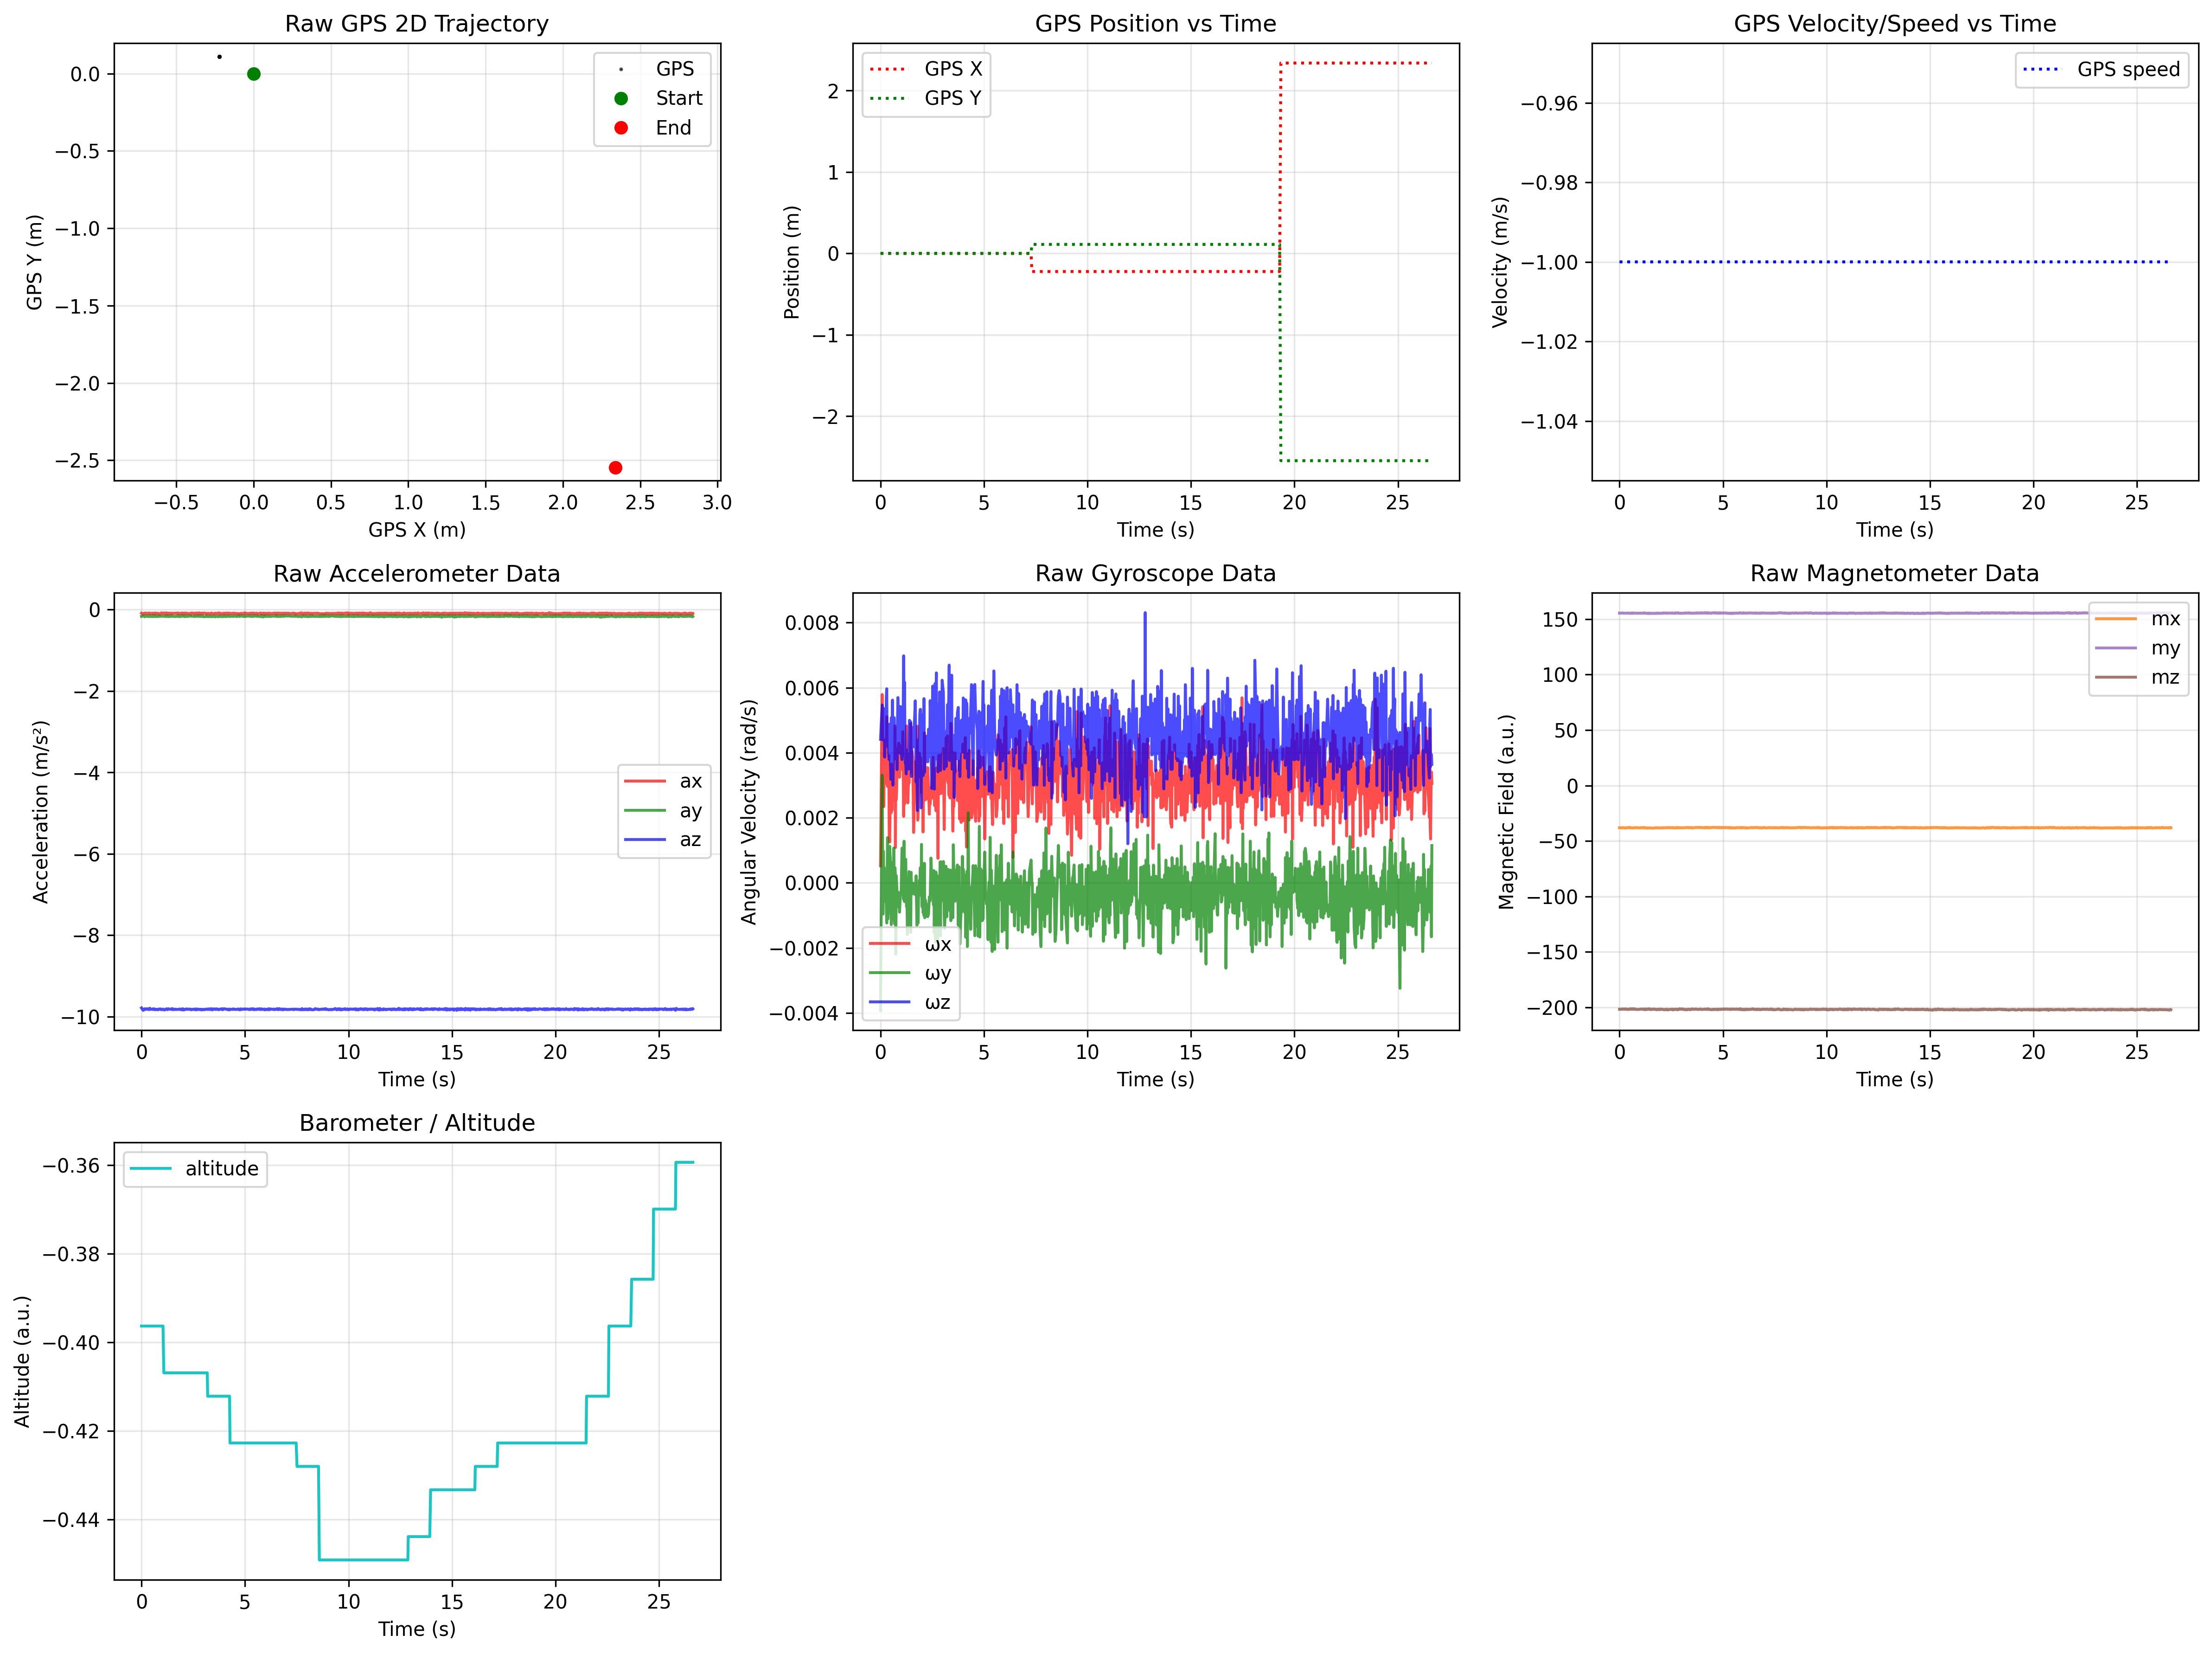 Raw GPS 2D Trajectory
GPS
Start
End
0.0
−0.5
−1.0
−1.5
−2.0
−2.5
GPS Y (m)
−0.5 0.0 0.5 1.0 1.5 2.0 2.5 3.0
GPS X (m)
GPS Position vs Time
GPS X
GPS Y
2
1
0
−1
−2
Position (m)
0 5 10 15 20 25
Time (s)
GPS Velocity/Speed vs Time
GPS speed
−0.96
−0.98
−1.00
−1.02
−1.04
Velocity (m/s)
0 5 10 15 20 25
Time (s)
Raw Accelerometer Data
ax
ay
az
0
−2
−4
−6
−8
−10
Acceleration (m/s²)
0 5 10 15 20 25
Time (s)
Raw Gyroscope Data
0.008
0.006
0.004
0.002
0.000
−0.002
−0.004
Angular Velocity (rad/s)
ωx
ωy
ωz
0 5 10 15 20 25
Time (s)
Raw Magnetometer Data
mx
my
mz
150
100
50
0
−50
−100
−150
−200
Magnetic Field (a.u.)
0 5 10 15 20 25
Time (s)
Barometer / Altitude
altitude
−0.36
−0.38
−0.40
−0.42
−0.44
Altitude (a.u.)
0 5 10 15 20 25
Time (s)